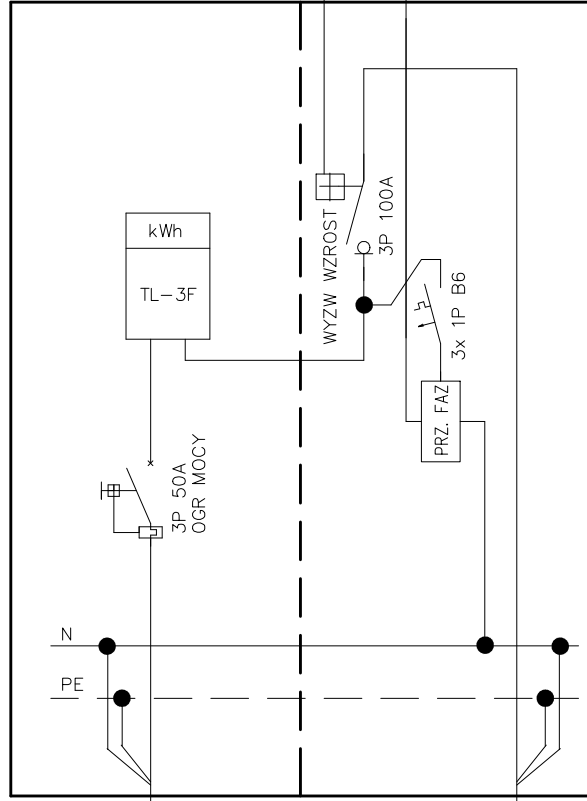 kWh
TL-3F
WYZW WZROST
3P 100A
3x 1P B6
PRZ. FAZ
3P 50A
OGR MOCY
N
PE